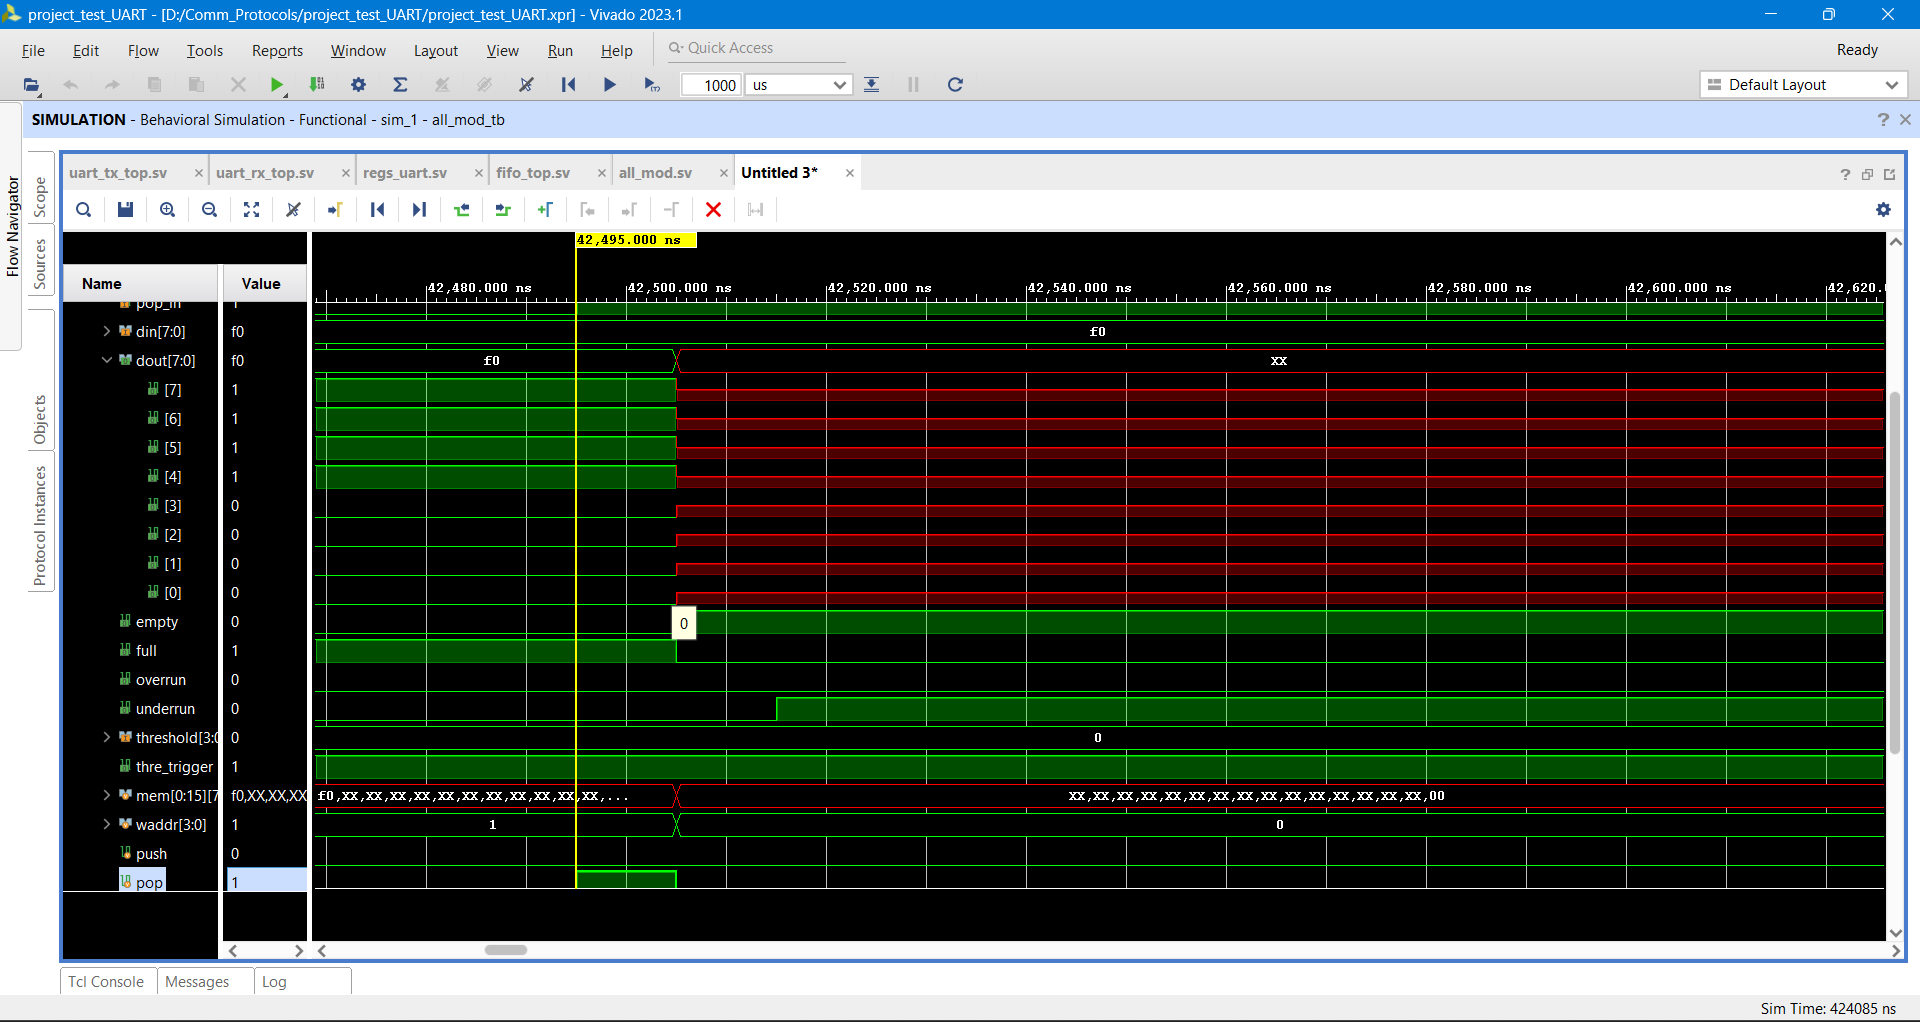 project_test_UART - [D:/Comm_Protocols/project_test_UART/project_test_UART.xpr] - Vivado 2023.1
File Edit Flow Tools Reports Window Layout View Run Help Quick Access Ready
1000 us Default Layout
SIMULATION - Behavioral Simulation - Functional - sim_1 - all_mod_tb
Flow Navigator
Scope
Sources
Objects
Protocol Instances
uart_tx_top.sv uart_rx_top.sv regs_uart.sv fifo_top.sv all_mod.sv Untitled 3*
42,495.000 ns
Name Value
42,480.000 ns 42,500.000 ns 42,520.000 ns 42,540.000 ns 42,560.000 ns 42,580.000 ns 42,600.000 ns 42,620.
pop_in 1
din[7:0] f0 f0
dout[7:0] f0 f0 XX
[7] 1
[6] 1
[5] 1
[4] 1
[3] 0
[2] 0
[1] 0
[0] 0
empty 0 0
full 1
overrun 0
underrun 0
threshold[3:0 0 0
thre_trigger 1
mem[0:15][7 f0,XX,XX,XX f0,XX,XX,XX,XX,XX,XX,XX,XX,XX,XX,XX,... XX,XX,XX,XX,XX,XX,XX,XX,XX,XX,XX,XX,XX,XX,XX,00
waddr[3:0] 1 1 0
push 0
pop 1
Tcl Console Messages Log
Sim Time: 424085 ns